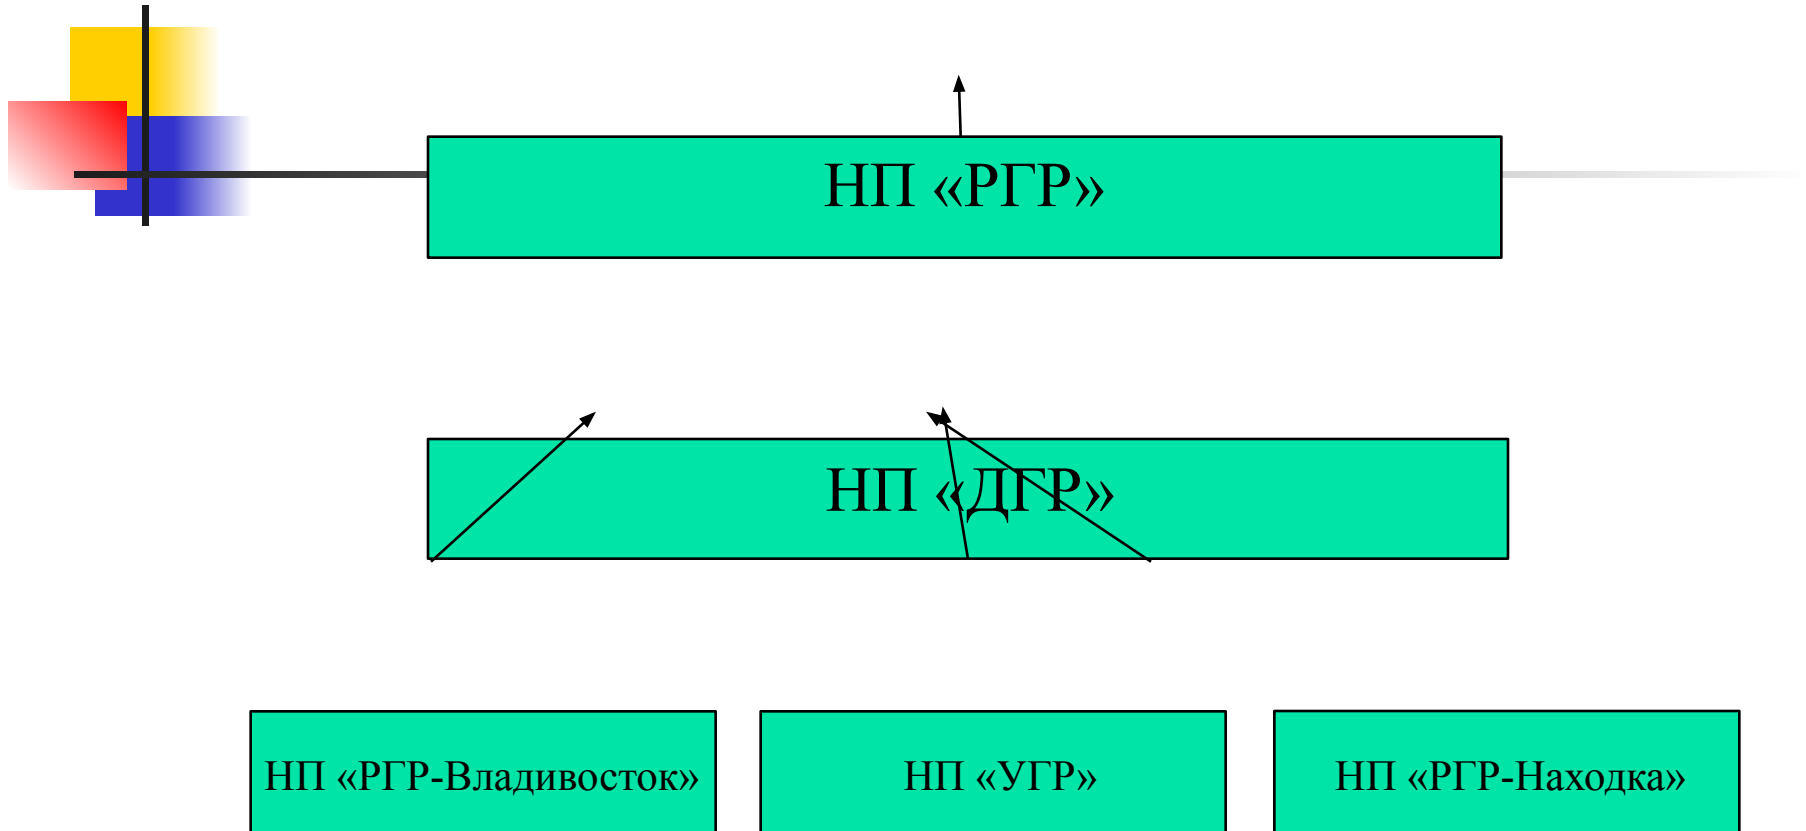 НП «РГР»
НП «ДГР»
НП «РГР-Владивосток»
НП «УГР»
НП «РГР-Находка»